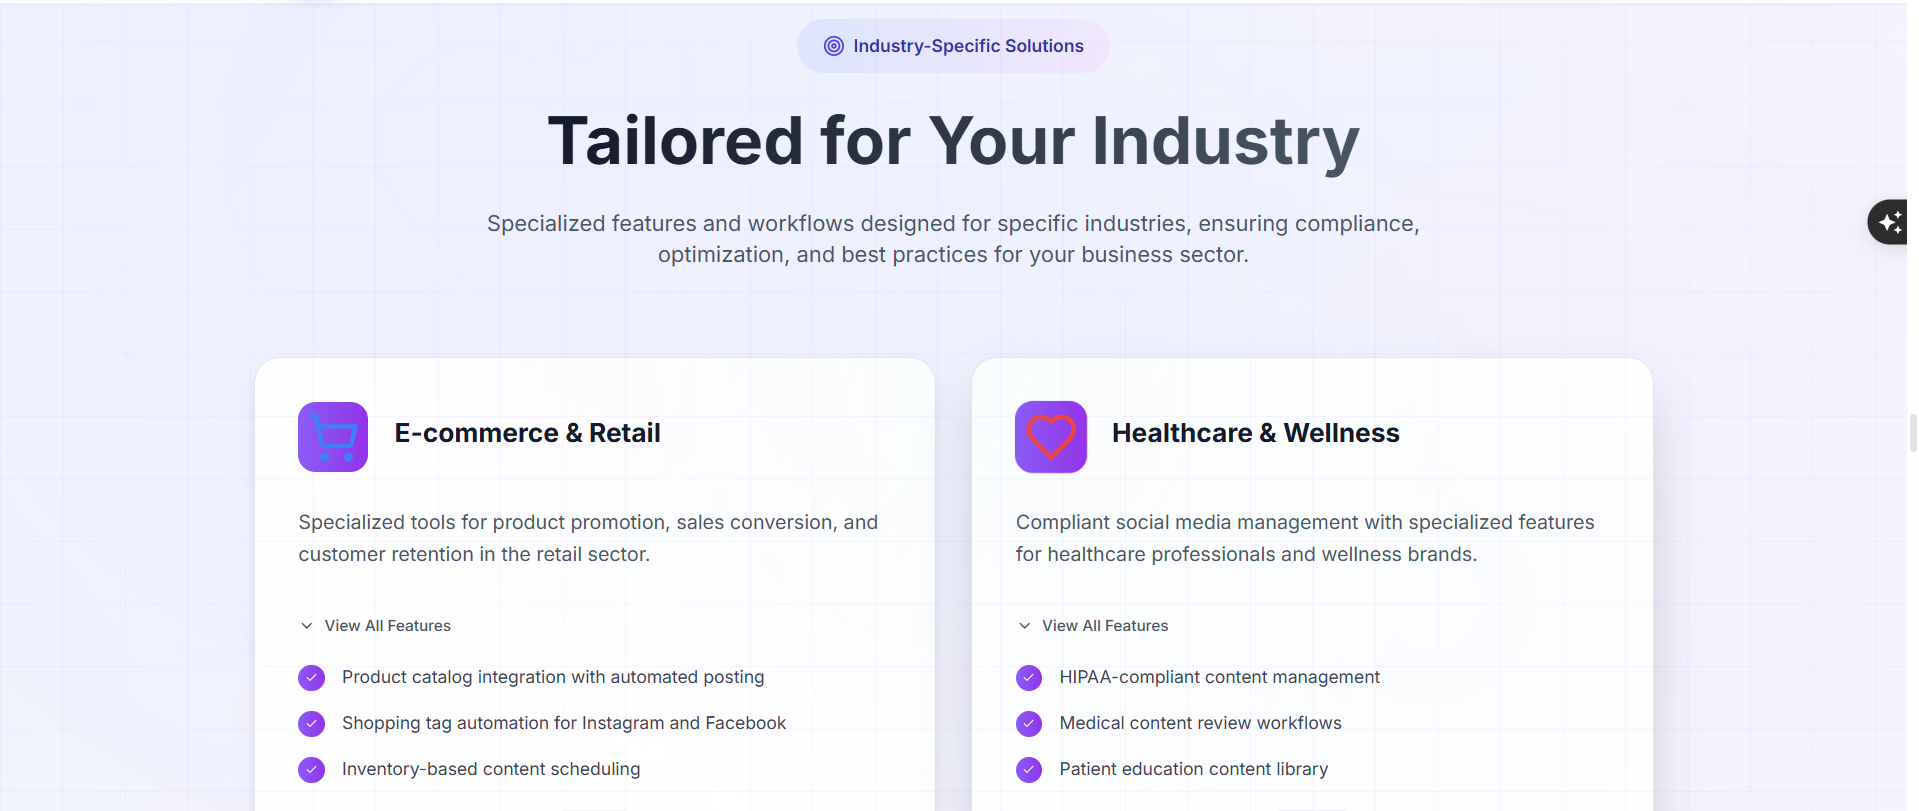 Industry-Specific Solutions
Tailored for Your Industry
Specialized features and workflows designed for specific industries, ensuring compliance,
optimization, and best practices for your business sector.
E-commerce & Retail
Specialized tools for product promotion, sales conversion, and
customer retention in the retail sector.
View All Features
Product catalog integration with automated posting
Shopping tag automation for Instagram and Facebook
Inventory-based content scheduling
Healthcare & Wellness
Compliant social media management with specialized features
for healthcare professionals and wellness brands.
View All Features
HIPAA-compliant content management
Medical content review workflows
Patient education content library